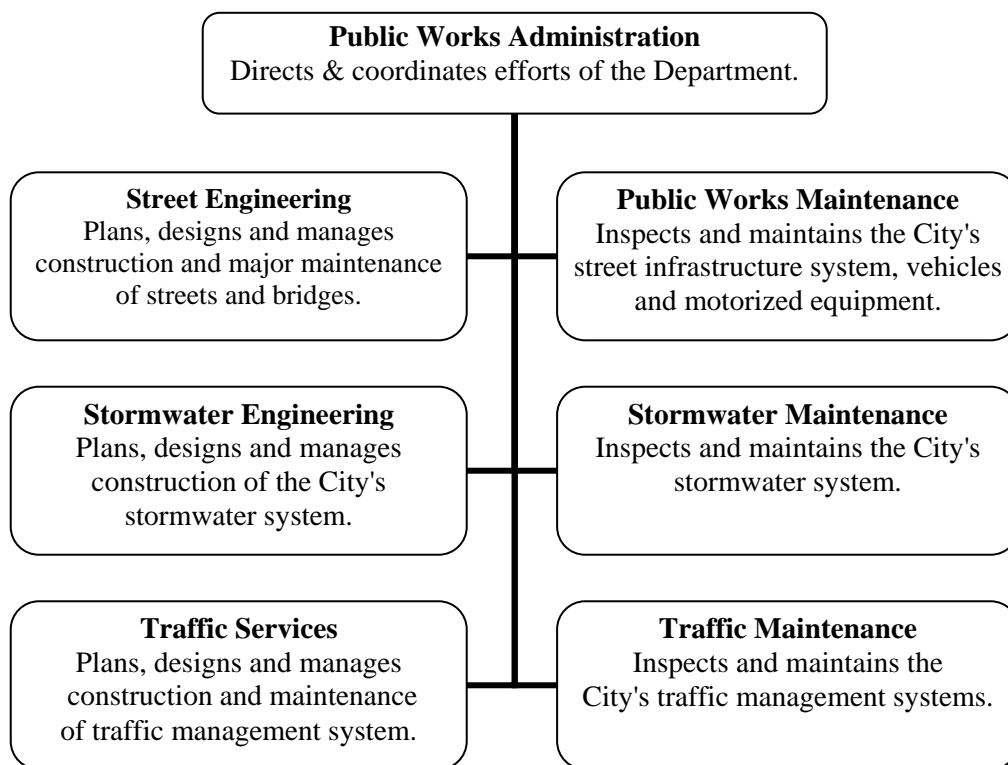 Public Works Administration
Directs & coordinates efforts of the Department.
Street Engineering
Plans, designs and manages
construction and major maintenance
of streets and bridges.
Public Works Maintenance
Inspects and maintains the City's
street infrastructure system, vehicles
and motorized equipment.
Stormwater Engineering
Plans, designs and manages
construction of the City's
stormwater system.
Stormwater Maintenance
Inspects and maintains the City's
stormwater system.
Traffic Services
Plans, designs and manages
construction and maintenance
of traffic management system.
Traffic Maintenance
Inspects and maintains the
City's traffic management systems.